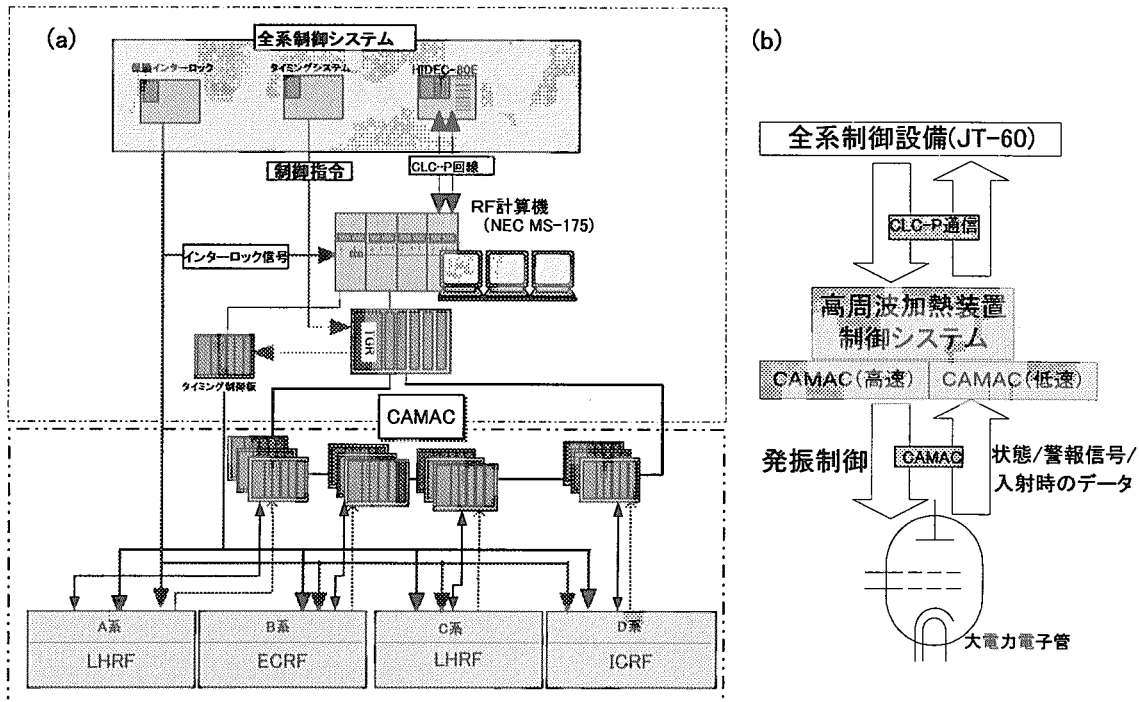 (a)
全系制御システム
保護インターロック
タイミングシステム
HIDEC-80E
制御指令
CLC-P回線
RF計算機
(NEC MS-175)
インターロック信号
タイミング制御板
CAMAC
A系
LHRF
B系
ECRF
C系
LHRF
D系
ICRF
(b)
全系制御設備(JT-60)
CLC-P通信
高周波加熱装置
制御システム
CAMAC(高速)
CAMAC(低速)
発振制御
CAMAC
状態/警報信号/
入射時のデータ
大電力電子管